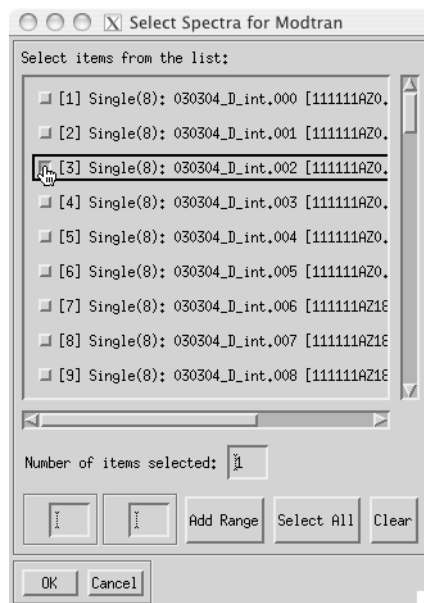 Select Spectra for Modtran
Select items from the list:
[1] Single(8): 030304_D_int.000 [111111AZ0.
[2] Single(8): 030304_D_int.001 [111111AZ0.
[3] Single(8): 030304_D_int.002 [111111AZ0.
[4] Single(8): 030304_D_int.003 [111111AZ0.
[5] Single(8): 030304_D_int.004 [111111AZ0.
[6] Single(8): 030304_D_int.005 [111111AZ0.
[7] Single(8): 030304_D_int.006 [111111AZ18
[8] Single(8): 030304_D_int.007 [111111AZ18
[9] Single(8): 030304_D_int.008 [111111AZ18
Number of items selected: 1
Add Range Select All Clear
OK Cancel